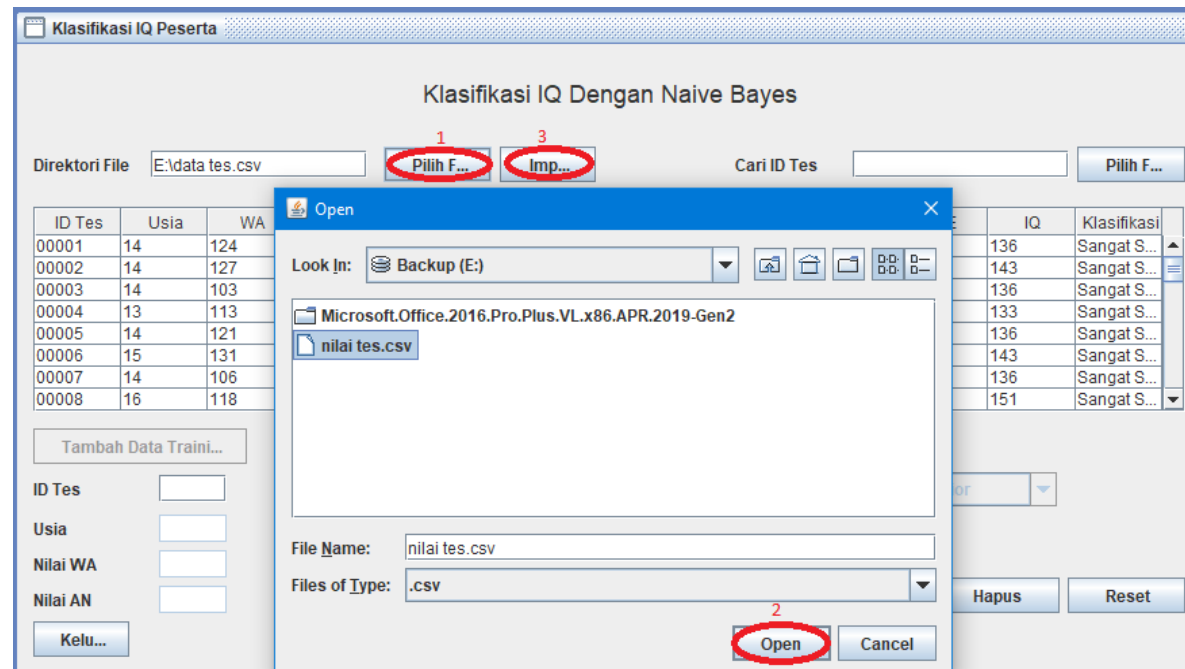 Klasifikasi IQ Peserta
Klasifikasi IQ Dengan Naive Bayes
1 3
Direktori File E:\data tes.csv Pilih F... Imp... Cari ID Tes Pilih F...
Open
ID Tes Usia WA E IQ Klasifikasi
00001 14 124 136 Sangat S...
00002 14 127 143 Sangat S...
00003 14 103 136 Sangat S...
00004 13 113 133 Sangat S...
00005 14 121 136 Sangat S...
00006 15 131 143 Sangat S...
00007 14 106 136 Sangat S...
00008 16 118 151 Sangat S...
Look In: Backup (E:)
Microsoft.Office.2016.Pro.Plus.VL.x86.APR.2019-Gen2
nilai tes.csv
Tambah Data Traini...
ID Tes or
Usia
Nilai WA
Nilai AN
File Name: nilai tes.csv
Files of Type: .csv
Hapus Reset
2
Kelu... Open Cancel